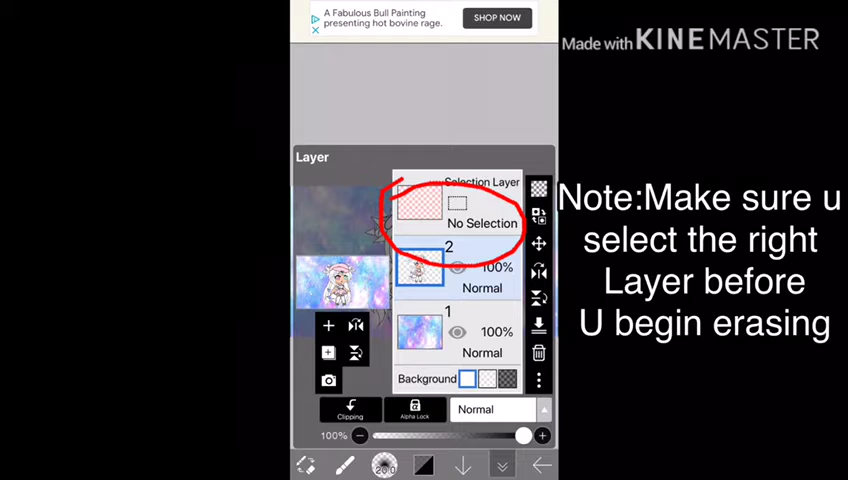 A Fabulous Bull Painting
presenting hot bovine rage.
SHOP NOW
Made with KINEMASTER
Layer
Selection Layer
No Selection
2
100%
Normal
1
100%
Normal
Background
Clipping
Alpha Lock
Normal
100%
20.0
Note:Make sure u
select the right
Layer before
U begin erasing